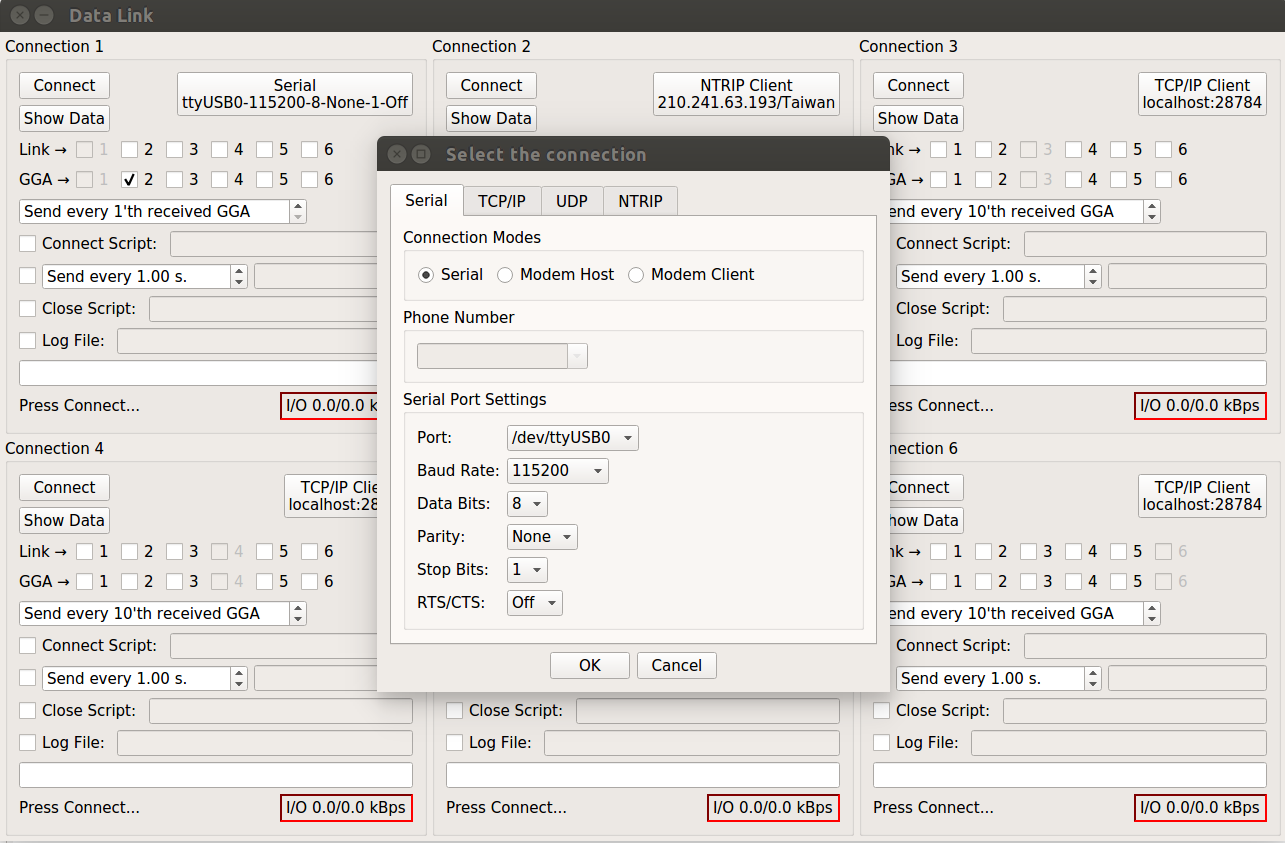 Data Link
Connection 1
Connection 2
Connection 3
Connect
Serial
ttyUSB0-115200-8-None-1-Off
Show Data
Link → 1 2 3 4 5 6
GGA → 1 2 3 4 5 6
Send every 1'th received GGA
Connect Script:
Send every 1.00 s.
Close Script:
Log File:
Press Connect...
I/O 0.0/0.0 k
Connect
NTRIP Client
210.241.63.193/Taiwan
Show Data
Connect
TCP/IP Client
localhost:28784
Show Data
nk → 1 2 3 4 5 6
GA → 1 2 3 4 5 6
end every 10'th received GGA
Connect Script:
Send every 1.00 s.
Close Script:
Log File:
ess Connect...
I/O 0.0/0.0 kBps
Select the connection
Serial TCP/IP UDP NTRIP
Connection Modes
Serial Modem Host Modem Client
Phone Number
Serial Port Settings
Port: /dev/ttyUSB0
Baud Rate: 115200
Data Bits: 8
Parity: None
Stop Bits: 1
RTS/CTS: Off
OK Cancel
Connection 4
Connect
TCP/IP Clie
localhost:28
Show Data
Link → 1 2 3 4 5 6
GGA → 1 2 3 4 5 6
Send every 10'th received GGA
Connect Script:
Send every 1.00 s.
Close Script:
Log File:
Press Connect...
I/O 0.0/0.0 kBps
Close Script:
Log File:
Press Connect...
I/O 0.0/0.0 kBps
nnection 6
Connect
TCP/IP Client
localhost:28784
how Data
nk → 1 2 3 4 5 6
GA → 1 2 3 4 5 6
end every 10'th received GGA
Connect Script:
Send every 1.00 s.
Close Script:
Log File:
Press Connect...
I/O 0.0/0.0 kBps